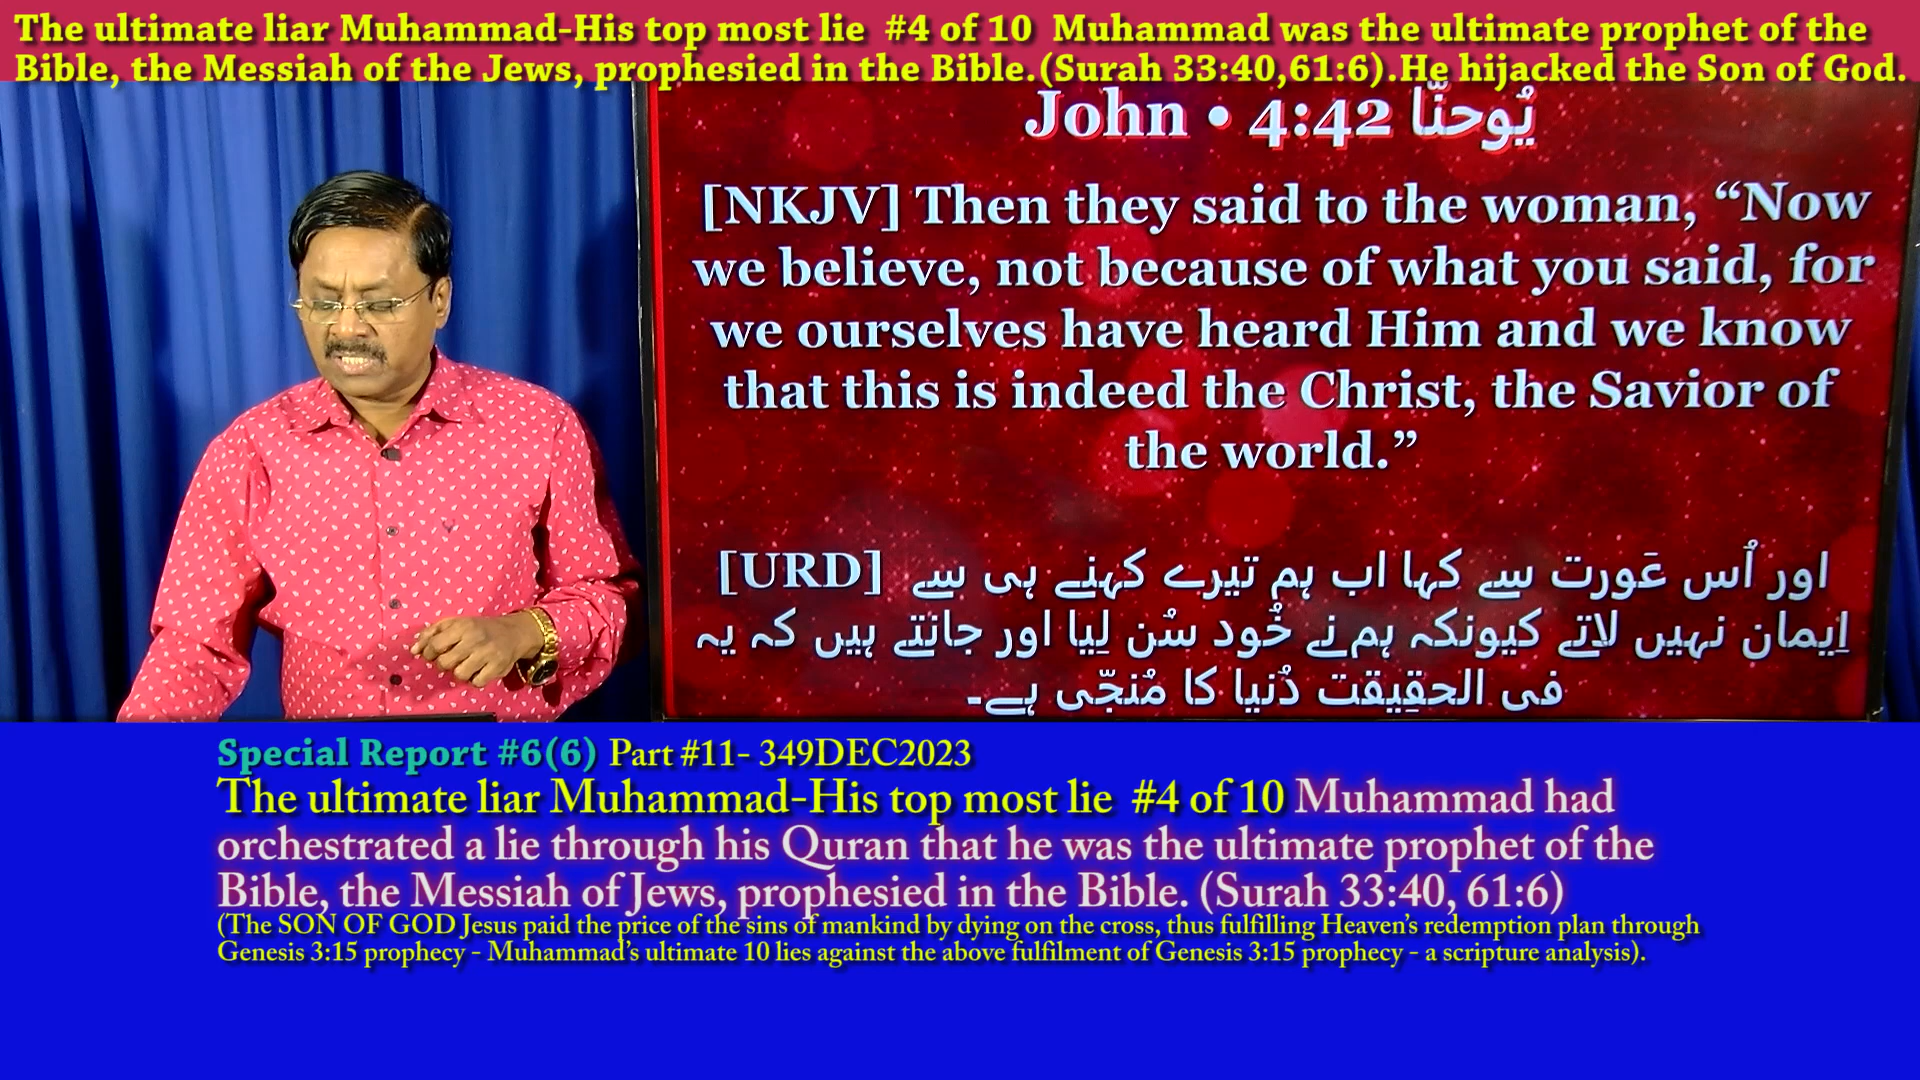 The ultimate liar Muhammad-His top most lie #4 of 10 Muhammad was the ultimate prophet of the
Bible, the Messiah of the Jews, prophesied in the Bible.(Surah 33:40,61:6).He hijacked the Son of God.
John • 4:42 یُوحنّا
[NKJV] Then they said to the woman, “Now
we believe, not because of what you said, for
we ourselves have heard Him and we know
that this is indeed the Christ, the Savior of
the world.”
[URD] اور اُس عَورت سے کہا اب ہم تیرے کہنے ہی سے
اِیمان نہیں لاتے کیونکہ ہم نے خُود سُن لِیا اور جانتے ہیں کہ یہ
فی الحقِیقت دُنیا کا مُنجّی ہے۔
Special Report #6(6) Part #11- 349DEC2023
The ultimate liar Muhammad-His top most lie #4 of 10 Muhammad had
orchestrated a lie through his Quran that he was the ultimate prophet of the
Bible, the Messiah of Jews, prophesied in the Bible. (Surah 33:40, 61:6)
(The SON OF GOD Jesus paid the price of the sins of mankind by dying on the cross, thus fulfilling Heaven’s redemption plan through
Genesis 3:15 prophecy - Muhammad’s ultimate 10 lies against the above fulfilment of Genesis 3:15 prophecy - a scripture analysis).